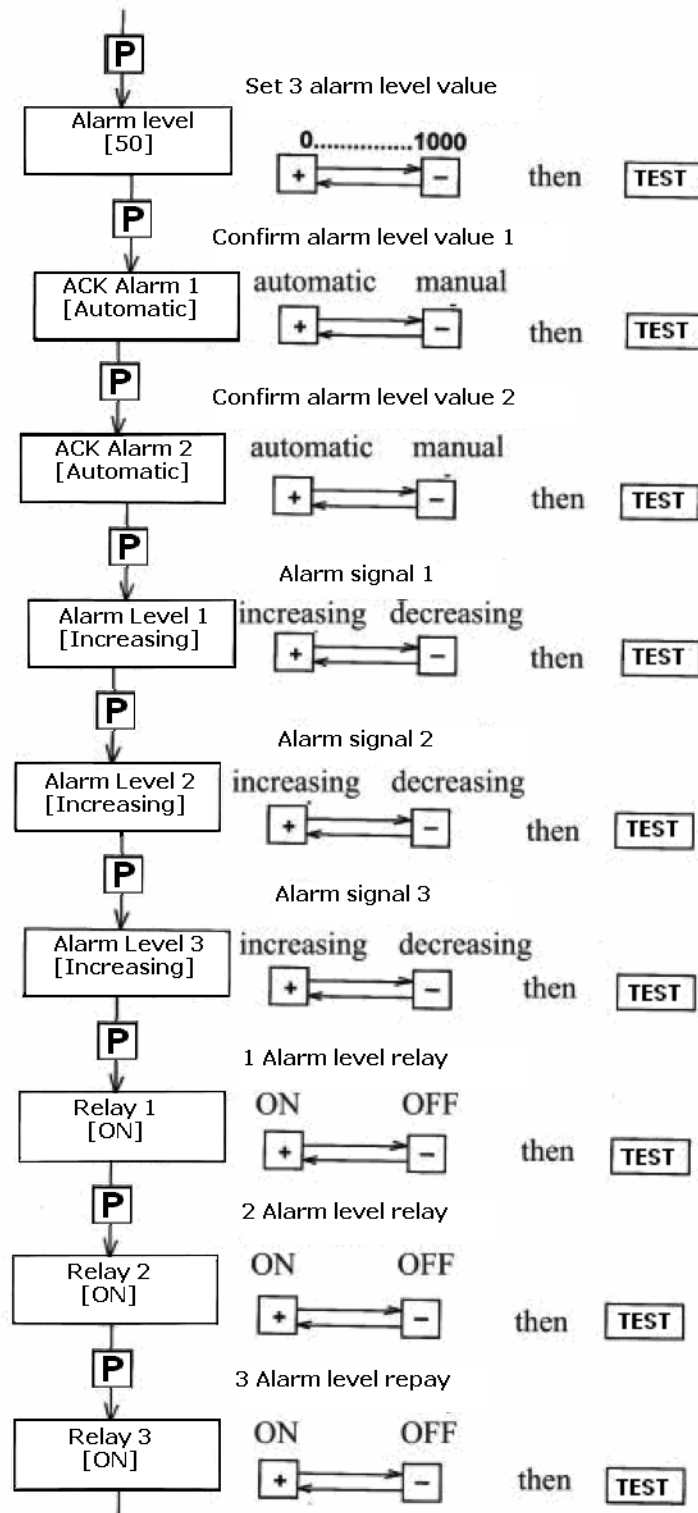 P
Set 3 alarm level value
Alarm level
[50]
0...............1000
+ − then TEST
P
Confirm alarm level value 1
ACK Alarm 1
[Automatic]
automatic manual
+ − then TEST
P
Confirm alarm level value 2
ACK Alarm 2
[Automatic]
automatic manual
+ − then TEST
P
Alarm signal 1
Alarm Level 1
[Increasing]
increasing decreasing
+ − then TEST
P
Alarm signal 2
Alarm Level 2
[Increasing]
increasing decreasing
+ − then TEST
P
Alarm signal 3
Alarm Level 3
[Increasing]
increasing decreasing
+ − then TEST
P
1 Alarm level relay
Relay 1
[ON]
ON OFF
+ − then TEST
P
2 Alarm level relay
Relay 2
[ON]
ON OFF
+ − then TEST
P
3 Alarm level repay
Relay 3
[ON]
ON OFF
+ − then TEST